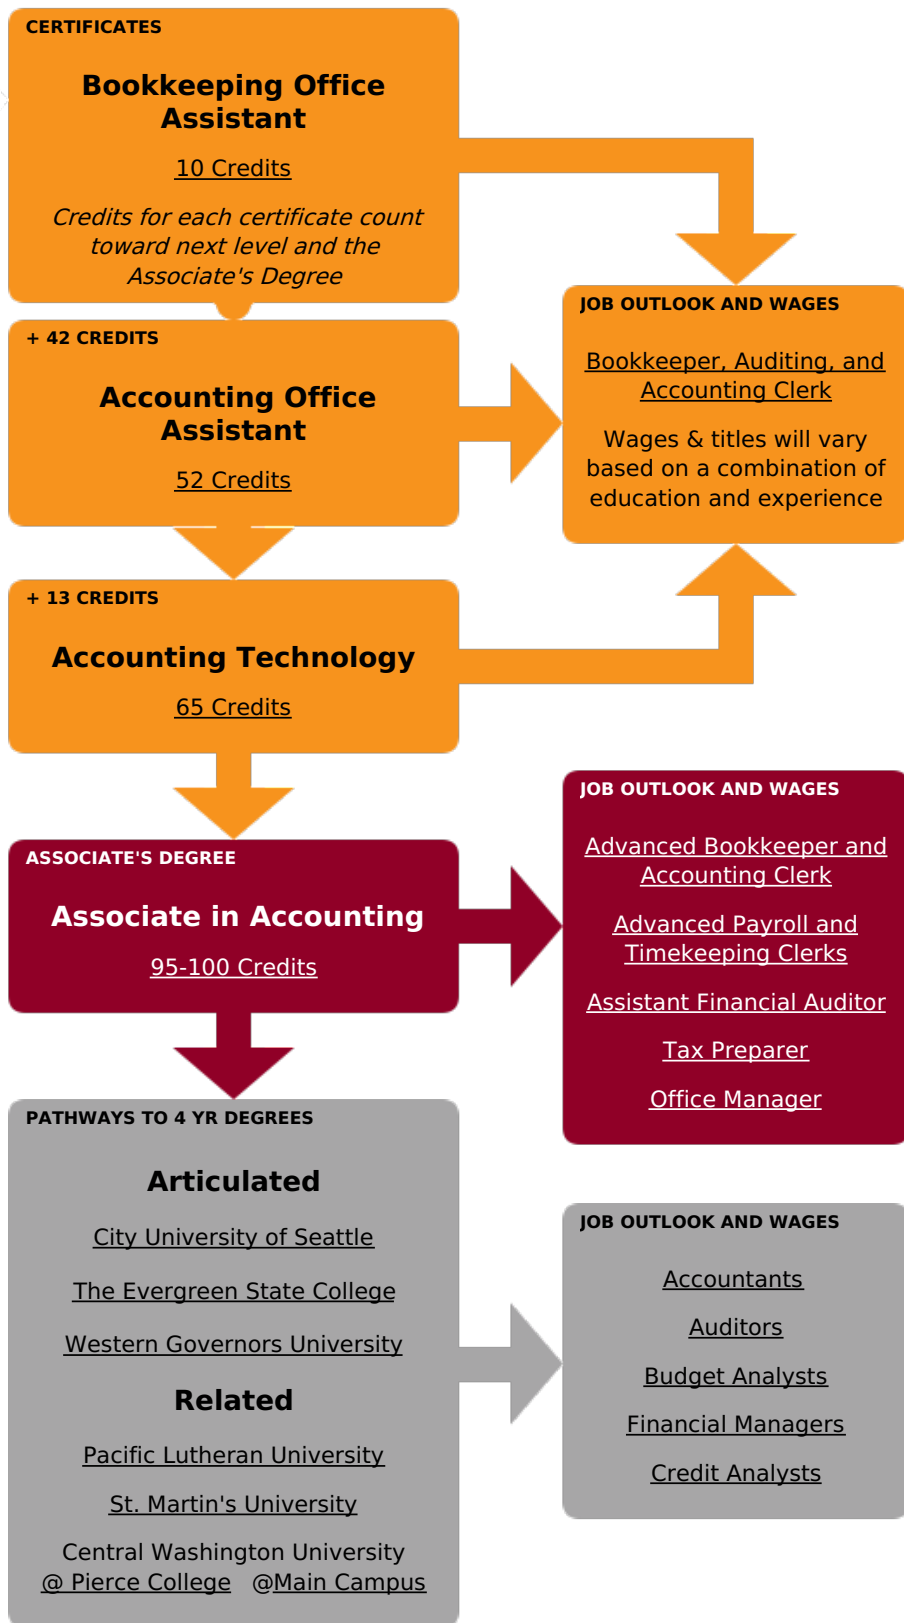 CERTIFICATES
Bookkeeping Office
Assistant
10 Credits
Credits for each certificate count
toward next level and the
Associate's Degree
+ 42 CREDITS
Accounting Office
Assistant
52 Credits
JOB OUTLOOK AND WAGES
Bookkeeper, Auditing, and
Accounting Clerk
Wages & titles will vary
based on a combination of
education and experience
+ 13 CREDITS
Accounting Technology
65 Credits
ASSOCIATE'S DEGREE
Associate in Accounting
95-100 Credits
JOB OUTLOOK AND WAGES
Advanced Bookkeeper and
Accounting Clerk
Advanced Payroll and
Timekeeping Clerks
Assistant Financial Auditor
Tax Preparer
Office Manager
PATHWAYS TO 4 YR DEGREES
Articulated
City University of Seattle
The Evergreen State College
Western Governors University
Related
Pacific Lutheran University
St. Martin's University
Central Washington University
@ Pierce College @Main Campus
JOB OUTLOOK AND WAGES
Accountants
Auditors
Budget Analysts
Financial Managers
Credit Analysts